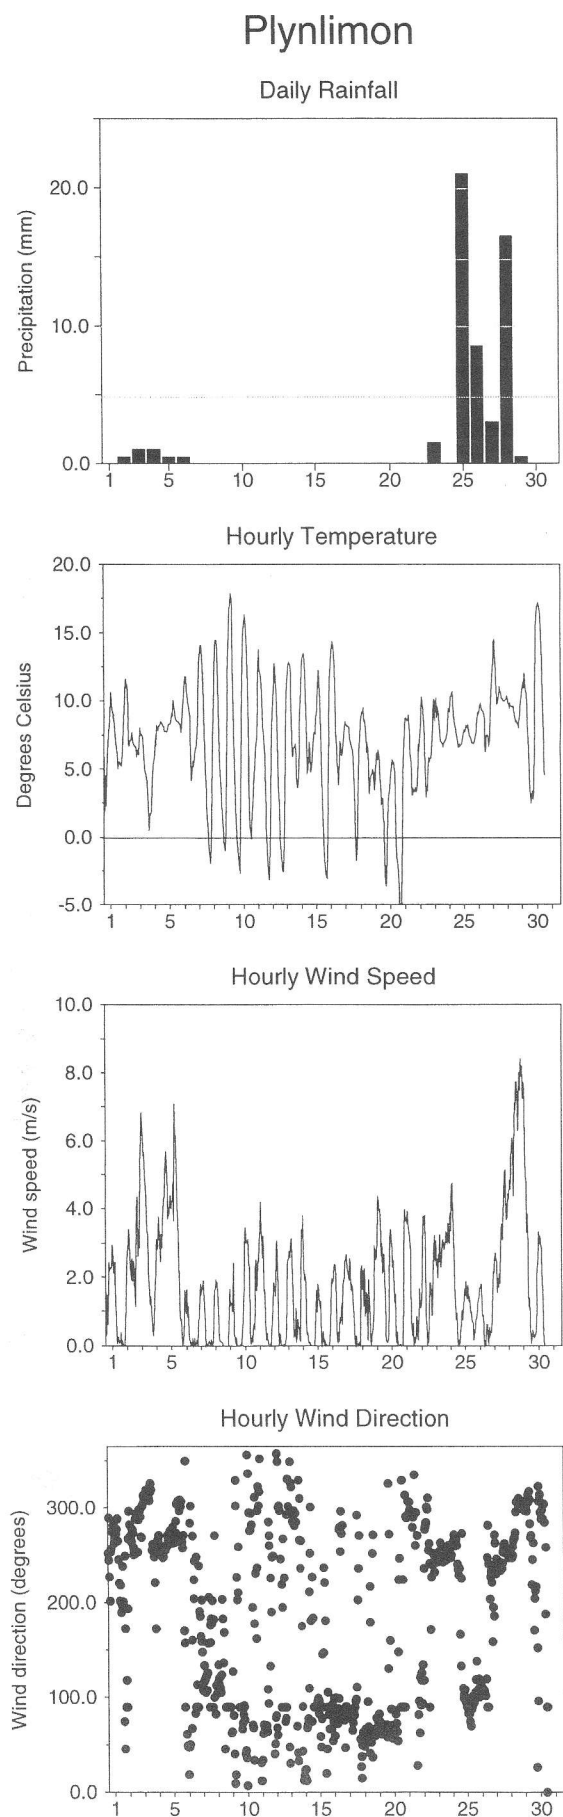 Plynlimon
Daily Rainfall
Precipitation (mm)
20.0
10.0
0.0
1 5 10 15 20 25 30
Hourly Temperature
Degrees Celsius
20.0
15.0
10.0
5.0
0.0
-5.0
1 5 10 15 20 25 30
Hourly Wind Speed
Wind speed (m/s)
10.0
8.0
6.0
4.0
2.0
0.0
1 5 10 15 20 25 30
Hourly Wind Direction
Wind direction (degrees)
300.0
200.0
100.0
0.0
1 5 10 15 20 25 30